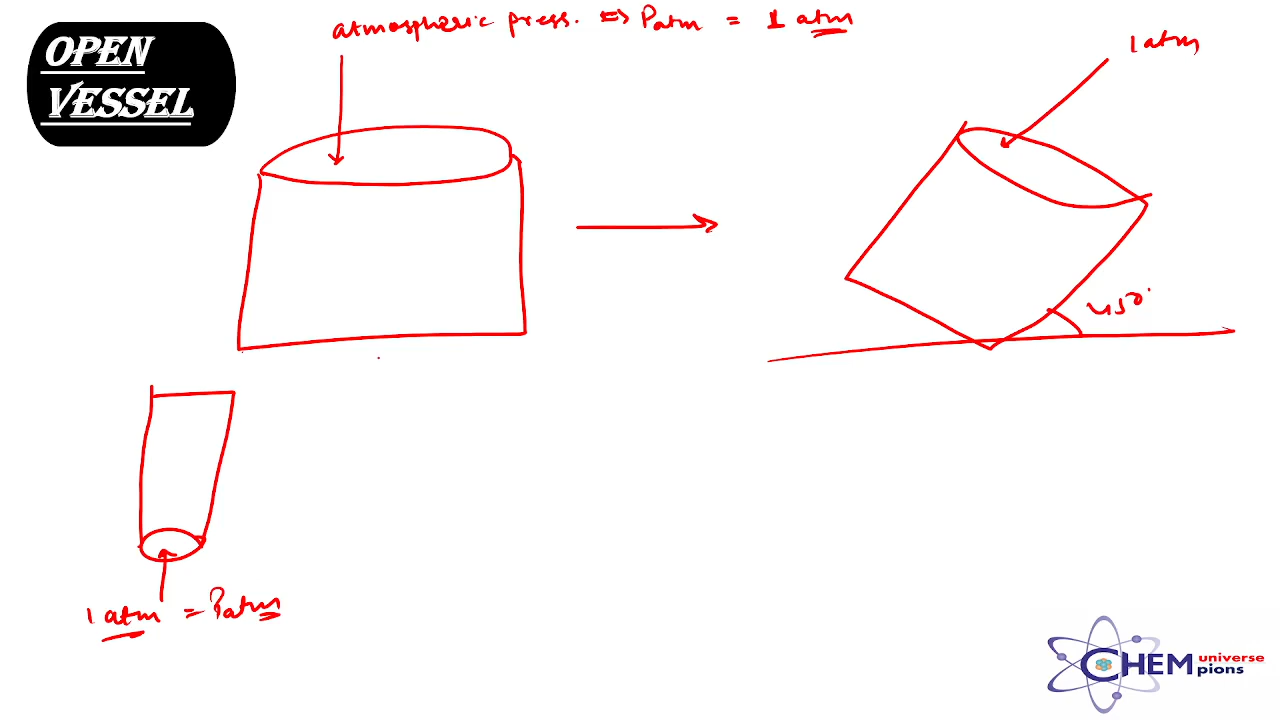 OPEN
VESSEL
atmospheric press. ⇔ Patm = 1 atm
1 atm
45°
1 atm = Patm
CHEM universe
pions